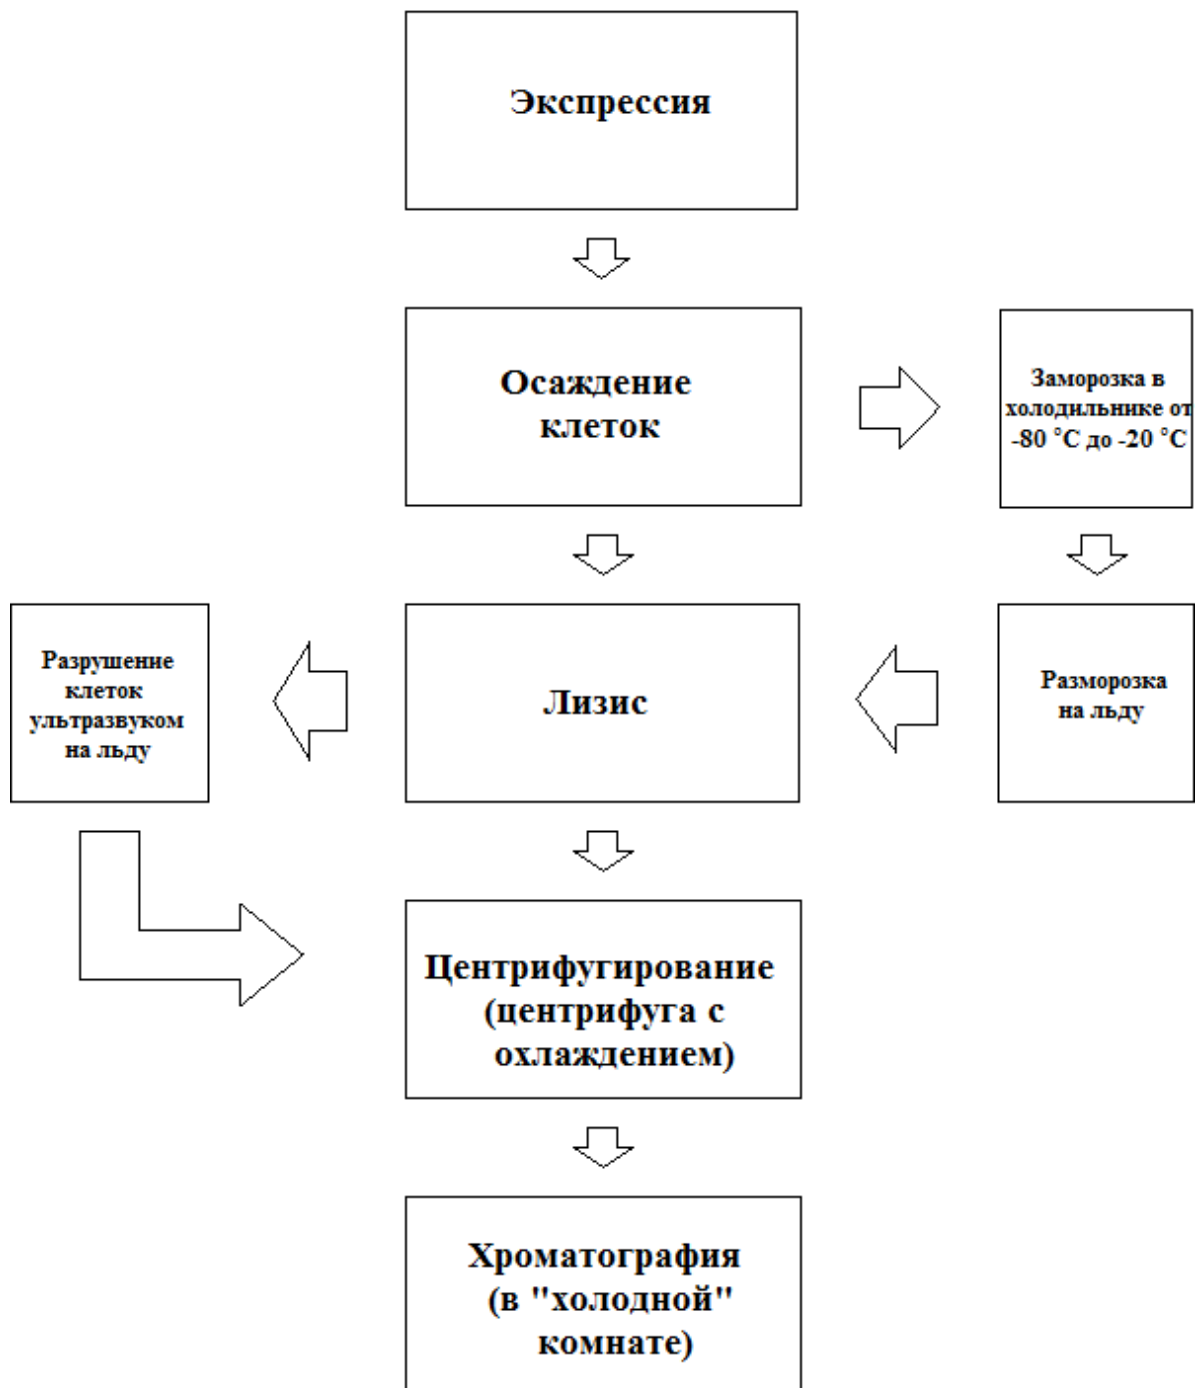 Экспрессия
Осаждение
клеток
Заморозка в
холодильнике от
-80 °C до -20 °C
Разрушение
клеток
ультразвуком
на льду
Лизис
Разморозка
на льду
Центрифугирование
(центрифуга с
охлаждением)
Хроматография
(в "холодной"
комнате)